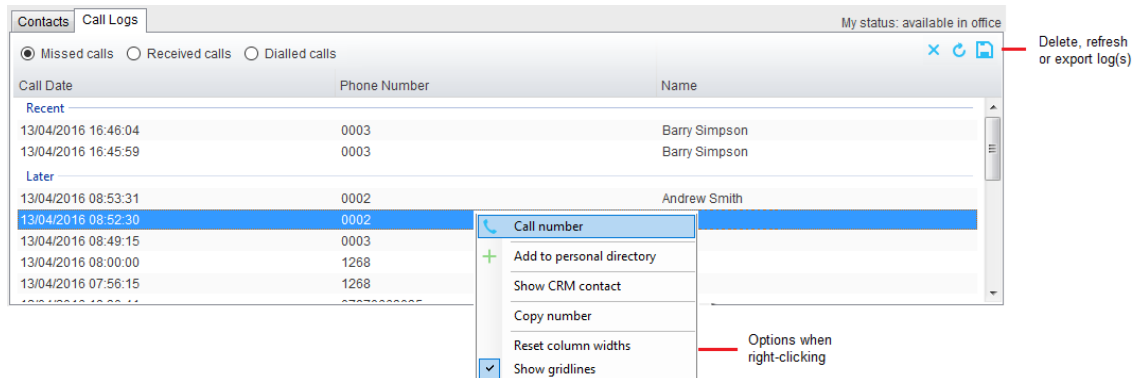 Contacts Call Logs My status: available in office
Missed calls Received calls Dialled calls
Delete, refresh
or export log(s)
Call Date Phone Number Name
Recent
13/04/2016 16:46:04 0003 Barry Simpson
13/04/2016 16:45:59 0003 Barry Simpson
Later
13/04/2016 08:53:31 0002 Andrew Smith
13/04/2016 08:52:30 0002
13/04/2016 08:49:15 0003
13/04/2016 08:00:00 1268
13/04/2016 07:56:15 1268
Call number
Add to personal directory
Show CRM contact
Copy number
Reset column widths
Show gridlines
Options when
right-clicking